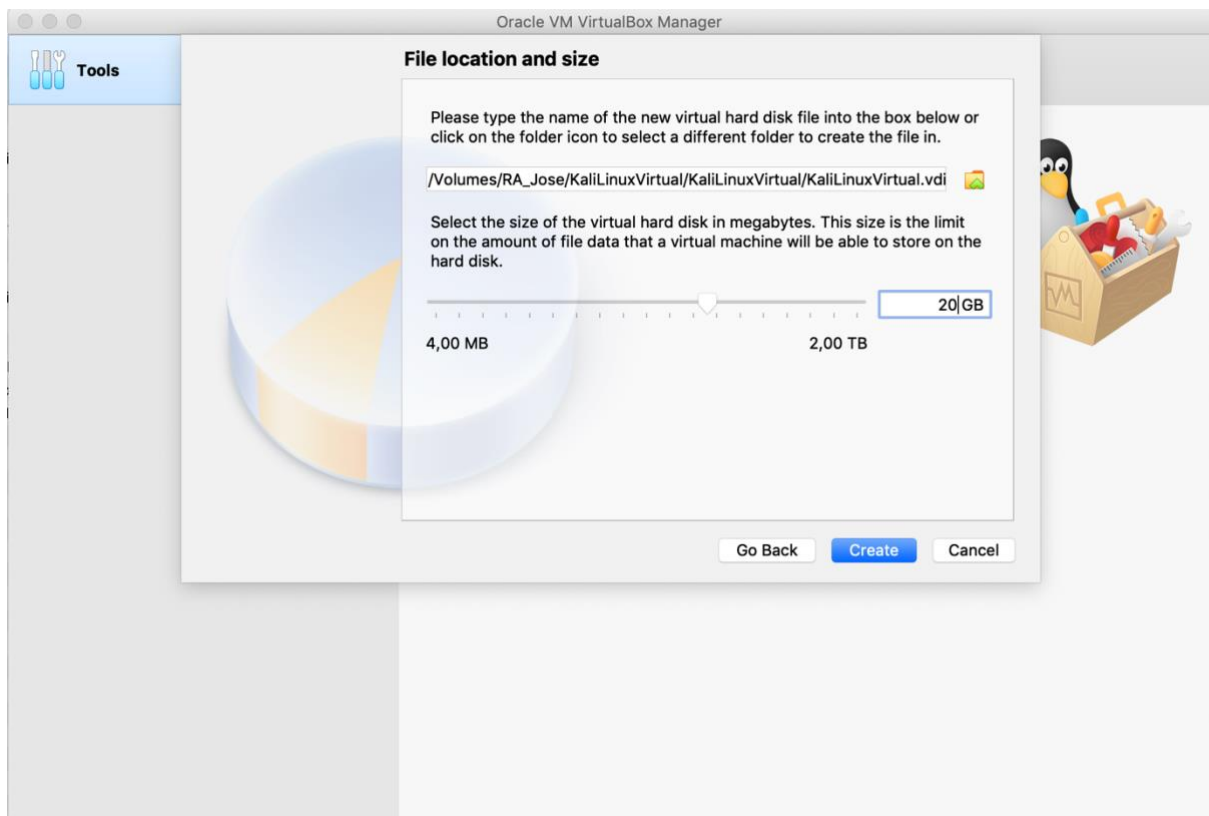 Oracle VM VirtualBox Manager
Tools
File location and size
Please type the name of the new virtual hard disk file into the box below or
click on the folder icon to select a different folder to create the file in.
/Volumes/RA_Jose/KaliLinuxVirtual/KaliLinuxVirtual/KaliLinuxVirtual.vdi
Select the size of the virtual hard disk in megabytes. This size is the limit
on the amount of file data that a virtual machine will be able to store on the
hard disk.
20 GB
4,00 MB
2,00 TB
Go Back
Create
Cancel